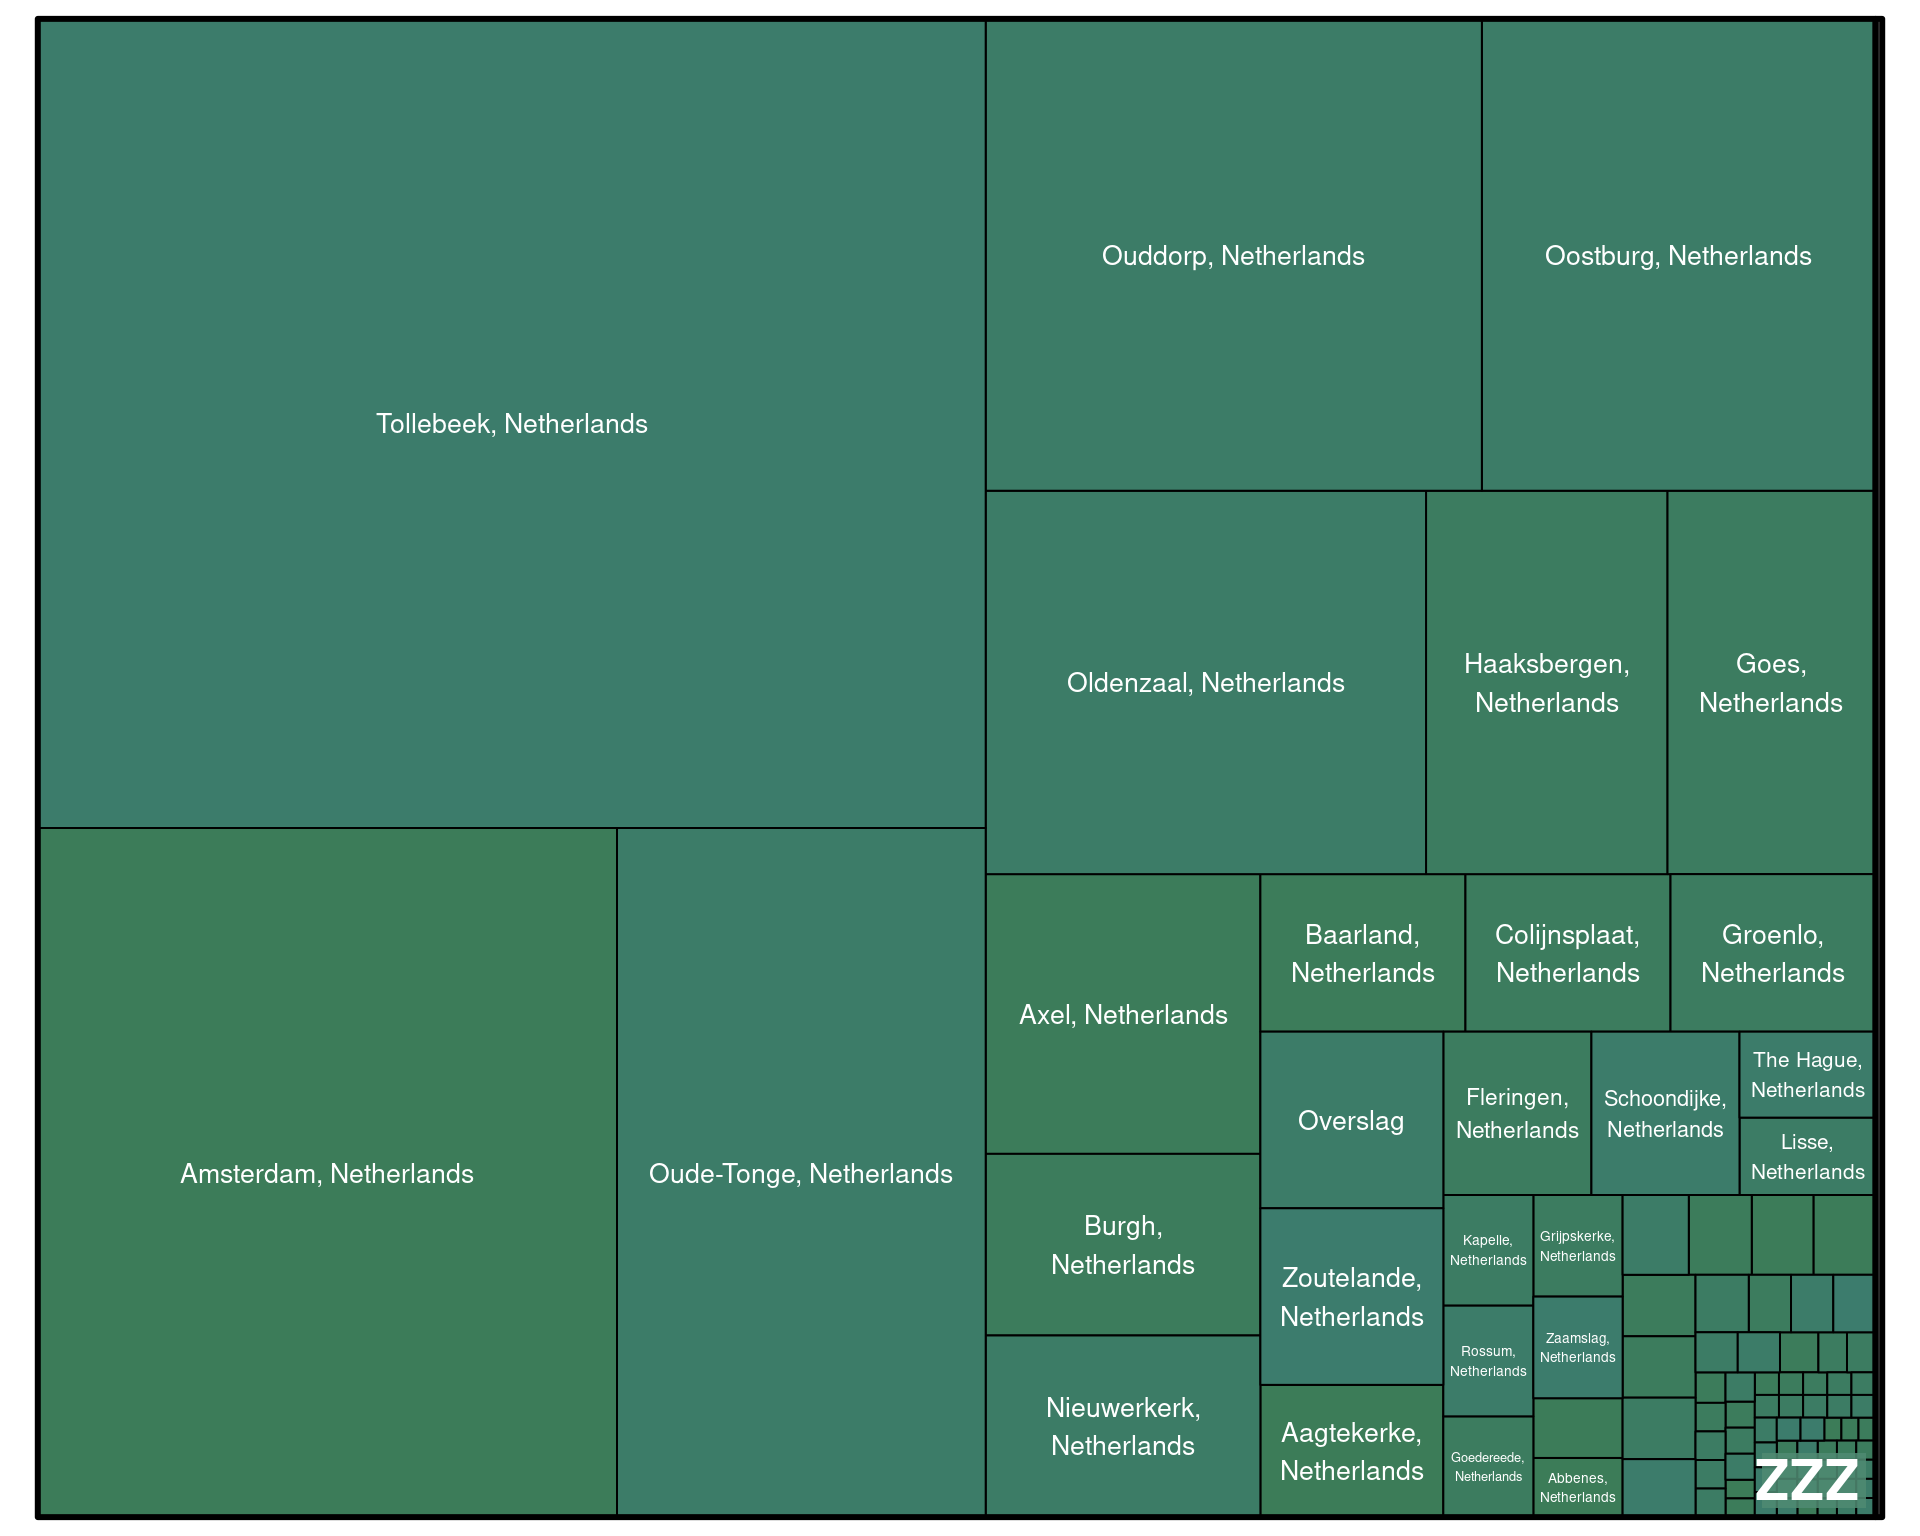 Tollebeek, Netherlands
Ouddorp, Netherlands
Oostburg, Netherlands
Oldenzaal, Netherlands
Haaksbergen,
Netherlands
Goes,
Netherlands
Amsterdam, Netherlands
Oude-Tonge, Netherlands
Axel, Netherlands
Burgh,
Netherlands
Nieuwerkerk,
Netherlands
Baarland,
Netherlands
Colijnsplaat,
Netherlands
Groenlo,
Netherlands
Overslag
Zoutelande,
Netherlands
Aagtekerke,
Netherlands
Fleringen,
Netherlands
Schoondijke,
Netherlands
The Hague,
Netherlands
Lisse,
Netherlands
Kapelle,
Netherlands
Rossum,
Netherlands
Goedereede,
Netherlands
Grijpskerke,
Netherlands
Zaamslag,
Netherlands
Abbenes,
Netherlands
ZZZ